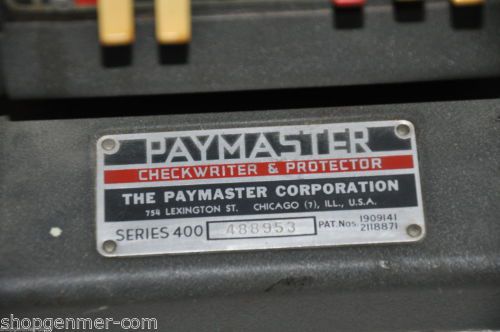 PAYMASTER
CHECKWRITER & PROTECTOR
THE PAYMASTER CORPORATION
754 LEXINGTON ST. CHICAGO (7), ILL., U.S.A.
SERIES 400 488953 PAT. Nos. 1909141
2118871
shopgenmer-com@ebay